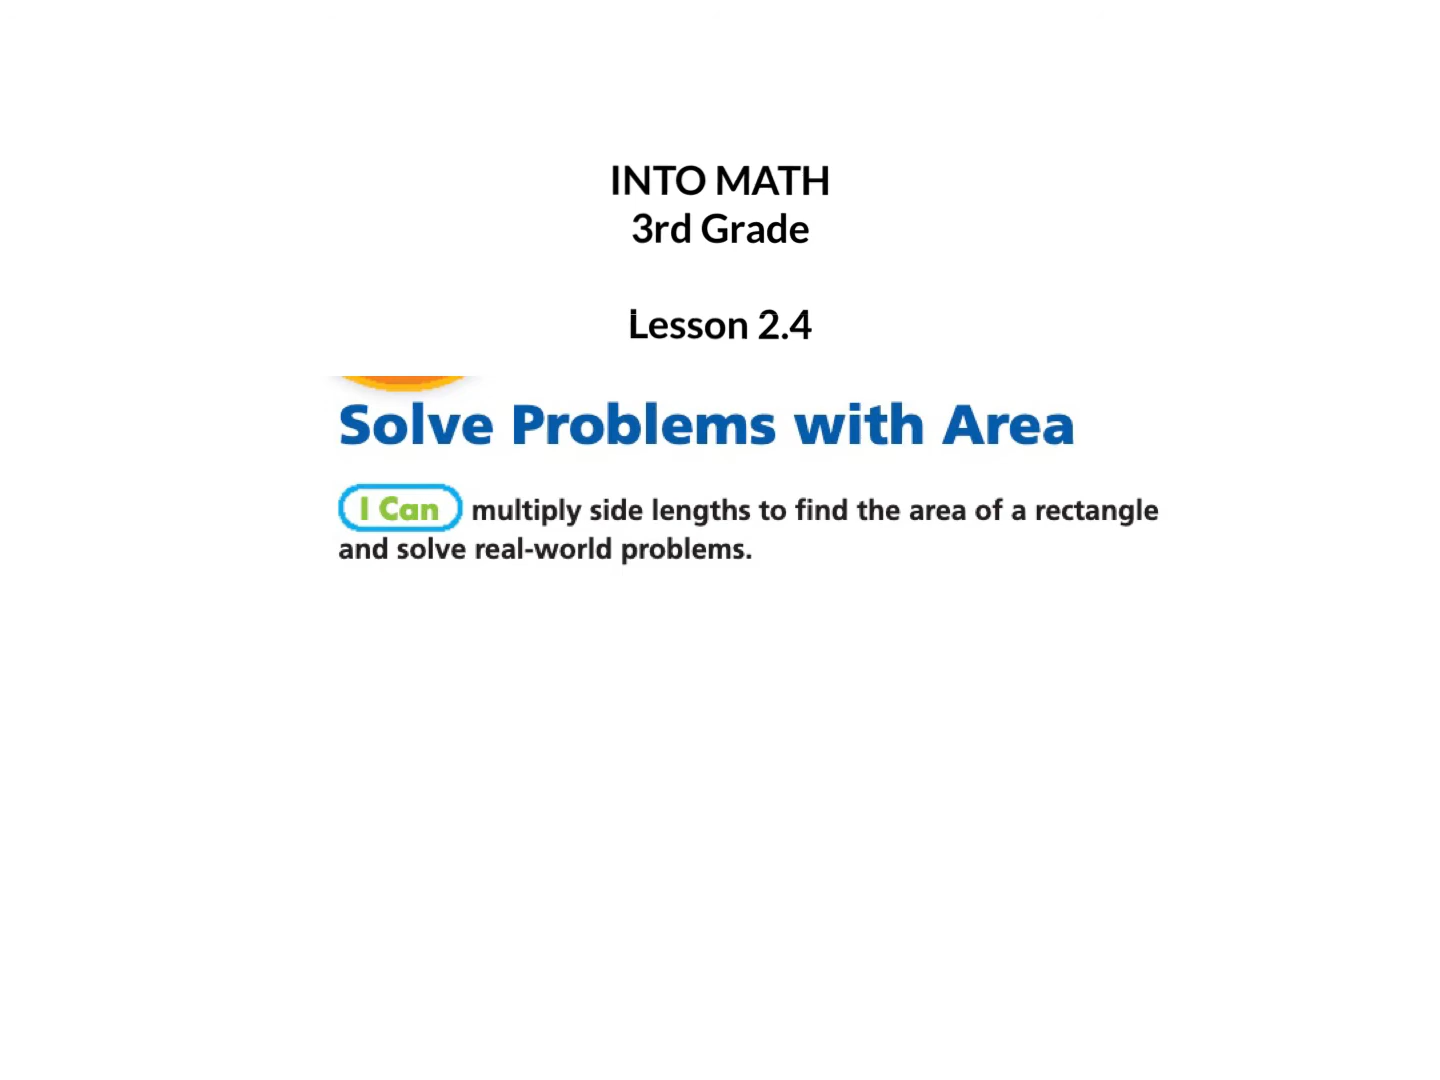 INTO MATH
3rd Grade
Lesson 2.4
Solve Problems with Area
I Can multiply side lengths to find the area of a rectangle
and solve real-world problems.